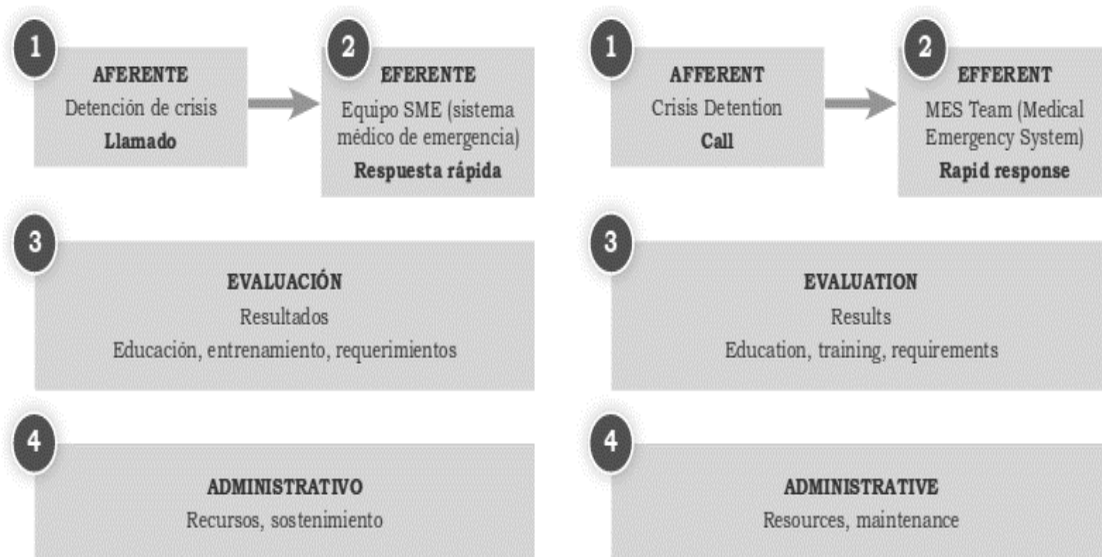 1
AFERENTE
Detención de crisis
Llamado
2
EFERENTE
Equipo SME (sistema
médico de emergencia)
Respuesta rápida
3
EVALUACIÓN
Resultados
Educación, entrenamiento, requerimientos
4
ADMINISTRATIVO
Recursos, sostenimiento
1
AFFERENT
Crisis Detention
Call
2
EFFERENT
MES Team (Medical
Emergency System)
Rapid response
3
EVALUATION
Results
Education, training, requirements
4
ADMINISTRATIVE
Resources, maintenance